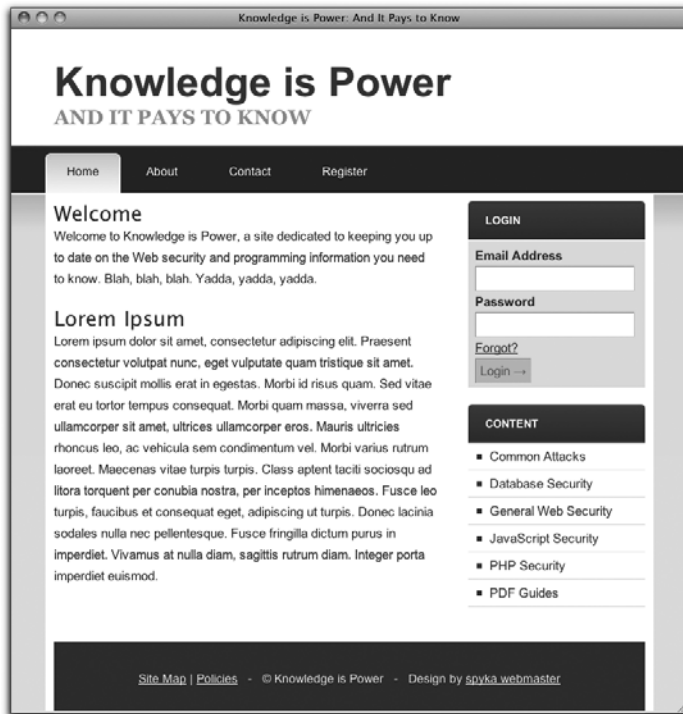 Knowledge is Power: And It Pays to Know
Knowledge is Power
AND IT PAYS TO KNOW
Home About Contact Register
Welcome
Welcome to Knowledge is Power, a site dedicated to keeping you up
to date on the Web security and programming information you need
to know. Blah, blah, blah. Yadda, yadda, yadda.
Lorem Ipsum
Lorem ipsum dolor sit amet, consectetur adipiscing elit. Praesent
consectetur volutpat nunc, eget vulputate quam tristique sit amet.
Donec suscipit mollis erat in egestas. Morbi id risus quam. Sed vitae
erat eu tortor tempus consequat. Morbi quam massa, viverra sed
ullamcorper sit amet, ultrices ullamcorper eros. Mauris ultricies
rhoncus leo, ac vehicula sem condimentum vel. Morbi varius rutrum
laoreet. Maecenas vitae turpis turpis. Class aptent taciti sociosqu ad
litora torquent per conubia nostra, per inceptos himenaeos. Fusce leo
turpis, faucibus et consequat eget, adipiscing ut turpis. Donec lacinia
sodales nulla nec pellentesque. Fusce fringilla dictum purus in
imperdiet. Vivamus at nulla diam, sagittis rutrum diam. Integer porta
imperdiet euismod.
LOGIN
Email Address
Password
Forgot?
Login →
CONTENT
Common Attacks
Database Security
General Web Security
JavaScript Security
PHP Security
PDF Guides
Site Map | Policies - © Knowledge is Power - Design by spyka webmaster